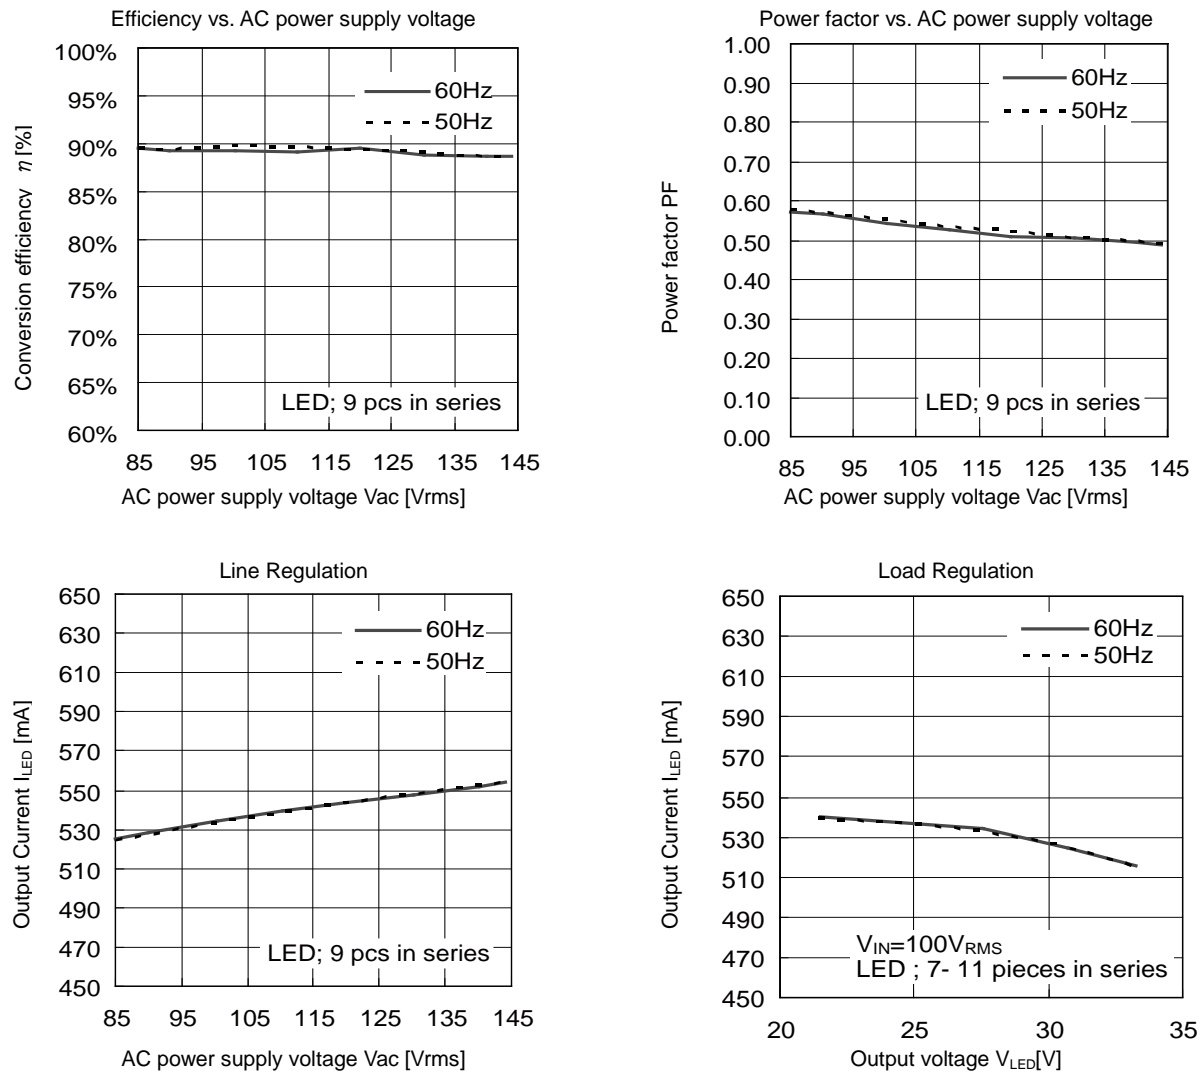 Efficiency vs. AC power supply voltage
100%
95%
90%
85%
80%
75%
70%
65%
60%
Conversion efficiency η [%]
60Hz
50Hz
LED; 9 pcs in series
85 95 105 115 125 135 145
AC power supply voltage Vac [Vrms]
Power factor vs. AC power supply voltage
1.00
0.90
0.80
0.70
0.60
0.50
0.40
0.30
0.20
0.10
0.00
Power factor PF
60Hz
50Hz
LED; 9 pcs in series
85 95 105 115 125 135 145
AC power supply voltage Vac [Vrms]
Line Regulation
650
630
610
590
570
550
530
510
490
470
450
Output Current ILED [mA]
60Hz
50Hz
LED; 9 pcs in series
85 95 105 115 125 135 145
AC power supply voltage Vac [Vrms]
Load Regulation
650
630
610
590
570
550
530
510
490
470
450
Output Current ILED [mA]
60Hz
50Hz
VIN=100VRMS
LED ; 7- 11 pieces in series
20 25 30 35
Output voltage VLED[V]